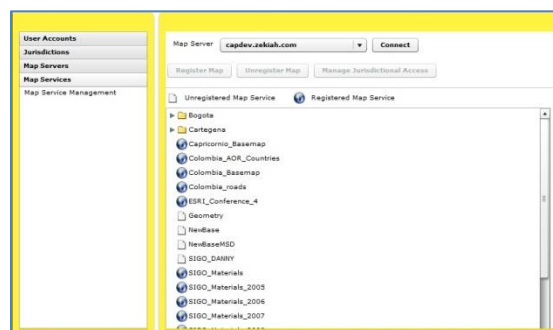 User Accounts
Jurisdictions
Map Servers
Map Services
Map Service Management
Map Server capdev.zekiah.com Connect
Register Map Unregister Map Manage Jurisdictional Access
Unregistered Map Service Registered Map Service
Bogota
Cartegena
Capricornio_Basemap
Colombia_AOR_Countries
Colombia_Basemap
Colombia_roads
ESRI_Conference_4
Geometry
NewBase
NewBaseMSD
SIGO_DANNY
SIGO_Materials
SIGO_Materials_2005
SIGO_Materials_2006
SIGO_Materials_2007